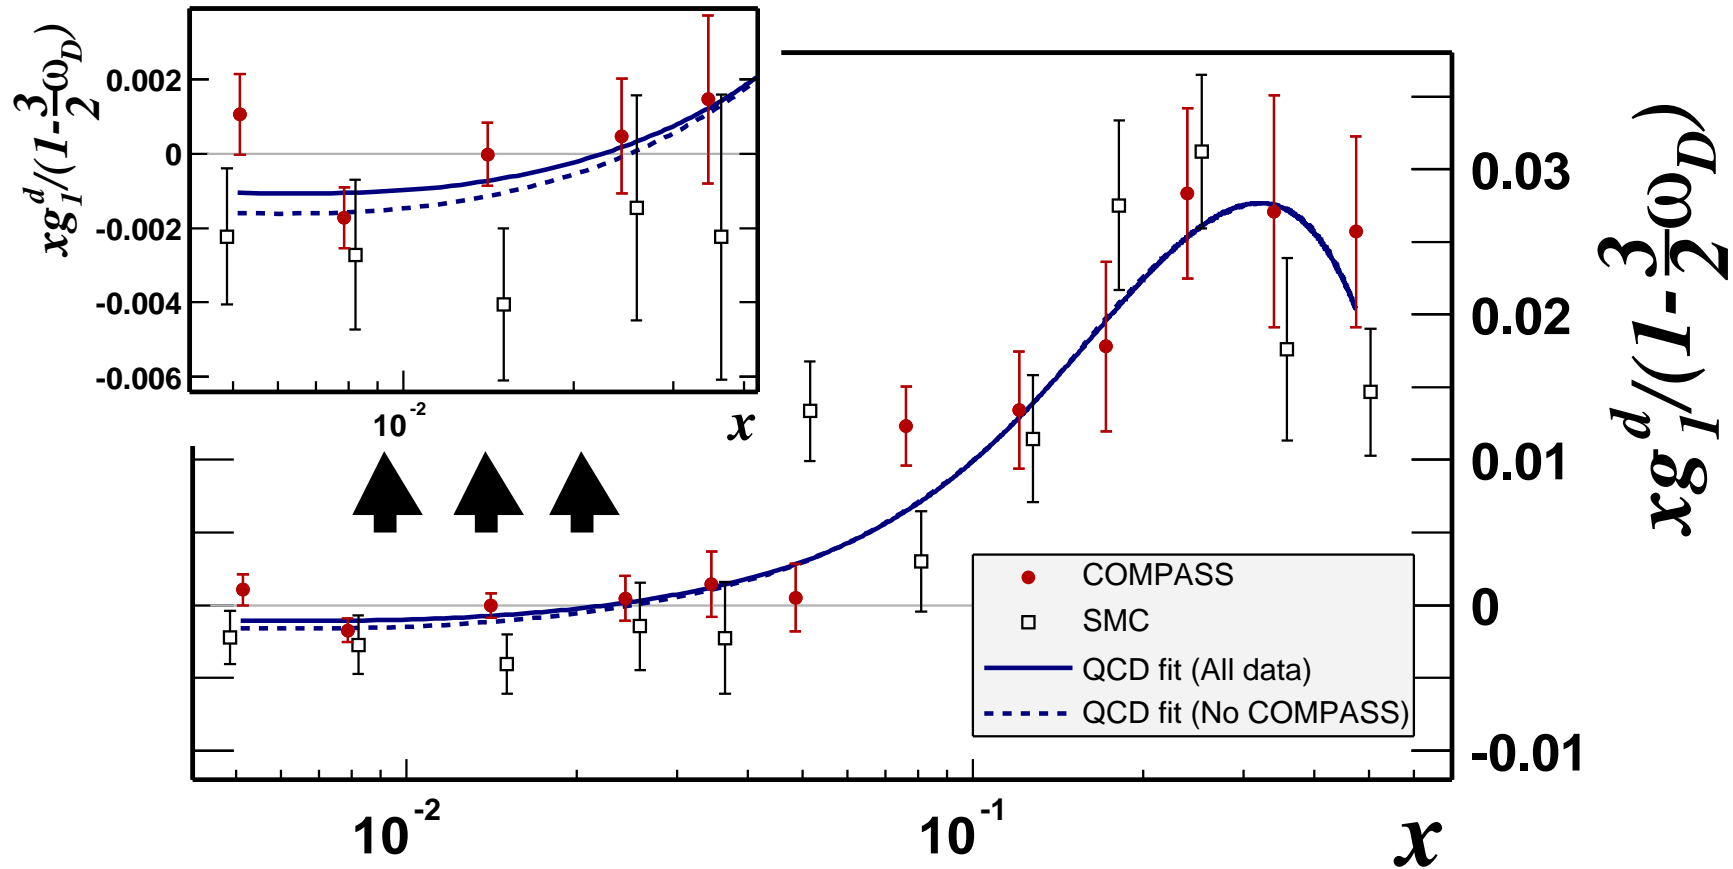 xg₁ᵈ/(1-3/2ω_D)
0.002
0
-0.002
-0.004
-0.006
10⁻²
x
xg₁ᵈ/(1-3/2ω_D)
0.03
0.02
0.01
0
-0.01
COMPASS
SMC
QCD fit (All data)
QCD fit (No COMPASS)
10⁻²
10⁻¹
x